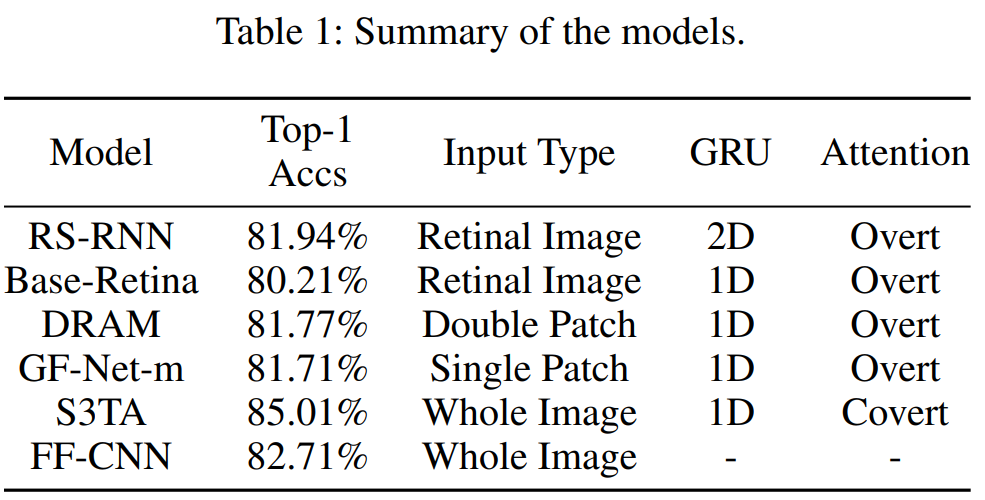 Table 1: Summary of the models.
Model Top-1 Accs Input Type GRU Attention
RS-RNN 81.94% Retinal Image 2D Overt
Base-Retina 80.21% Retinal Image 1D Overt
DRAM 81.77% Double Patch 1D Overt
GF-Net-m 81.71% Single Patch 1D Overt
S3TA 85.01% Whole Image 1D Covert
FF-CNN 82.71% Whole Image - -